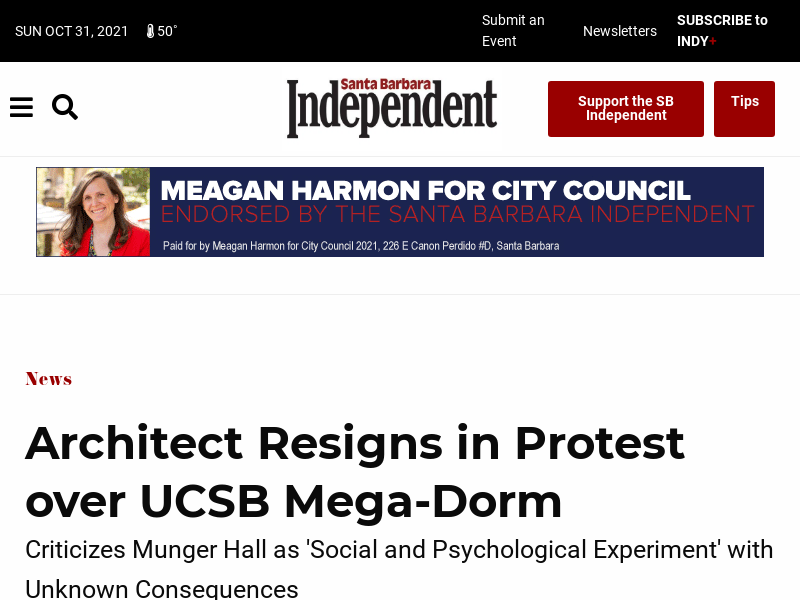 SUN OCT 31, 2021 50°
Submit an
Event
Newsletters
SUBSCRIBE to
INDY+
Santa Barbara
Independent
Support the SB
Independent
Tips
MEAGAN HARMON FOR CITY COUNCIL
ENDORSED BY THE SANTA BARBARA INDEPENDENT
Paid for by Meagan Harmon for City Council 2021, 226 E Canon Perdido #D, Santa Barbara
News
Architect Resigns in Protest
over UCSB Mega-Dorm
Criticizes Munger Hall as 'Social and Psychological Experiment' with
Unknown Consequences